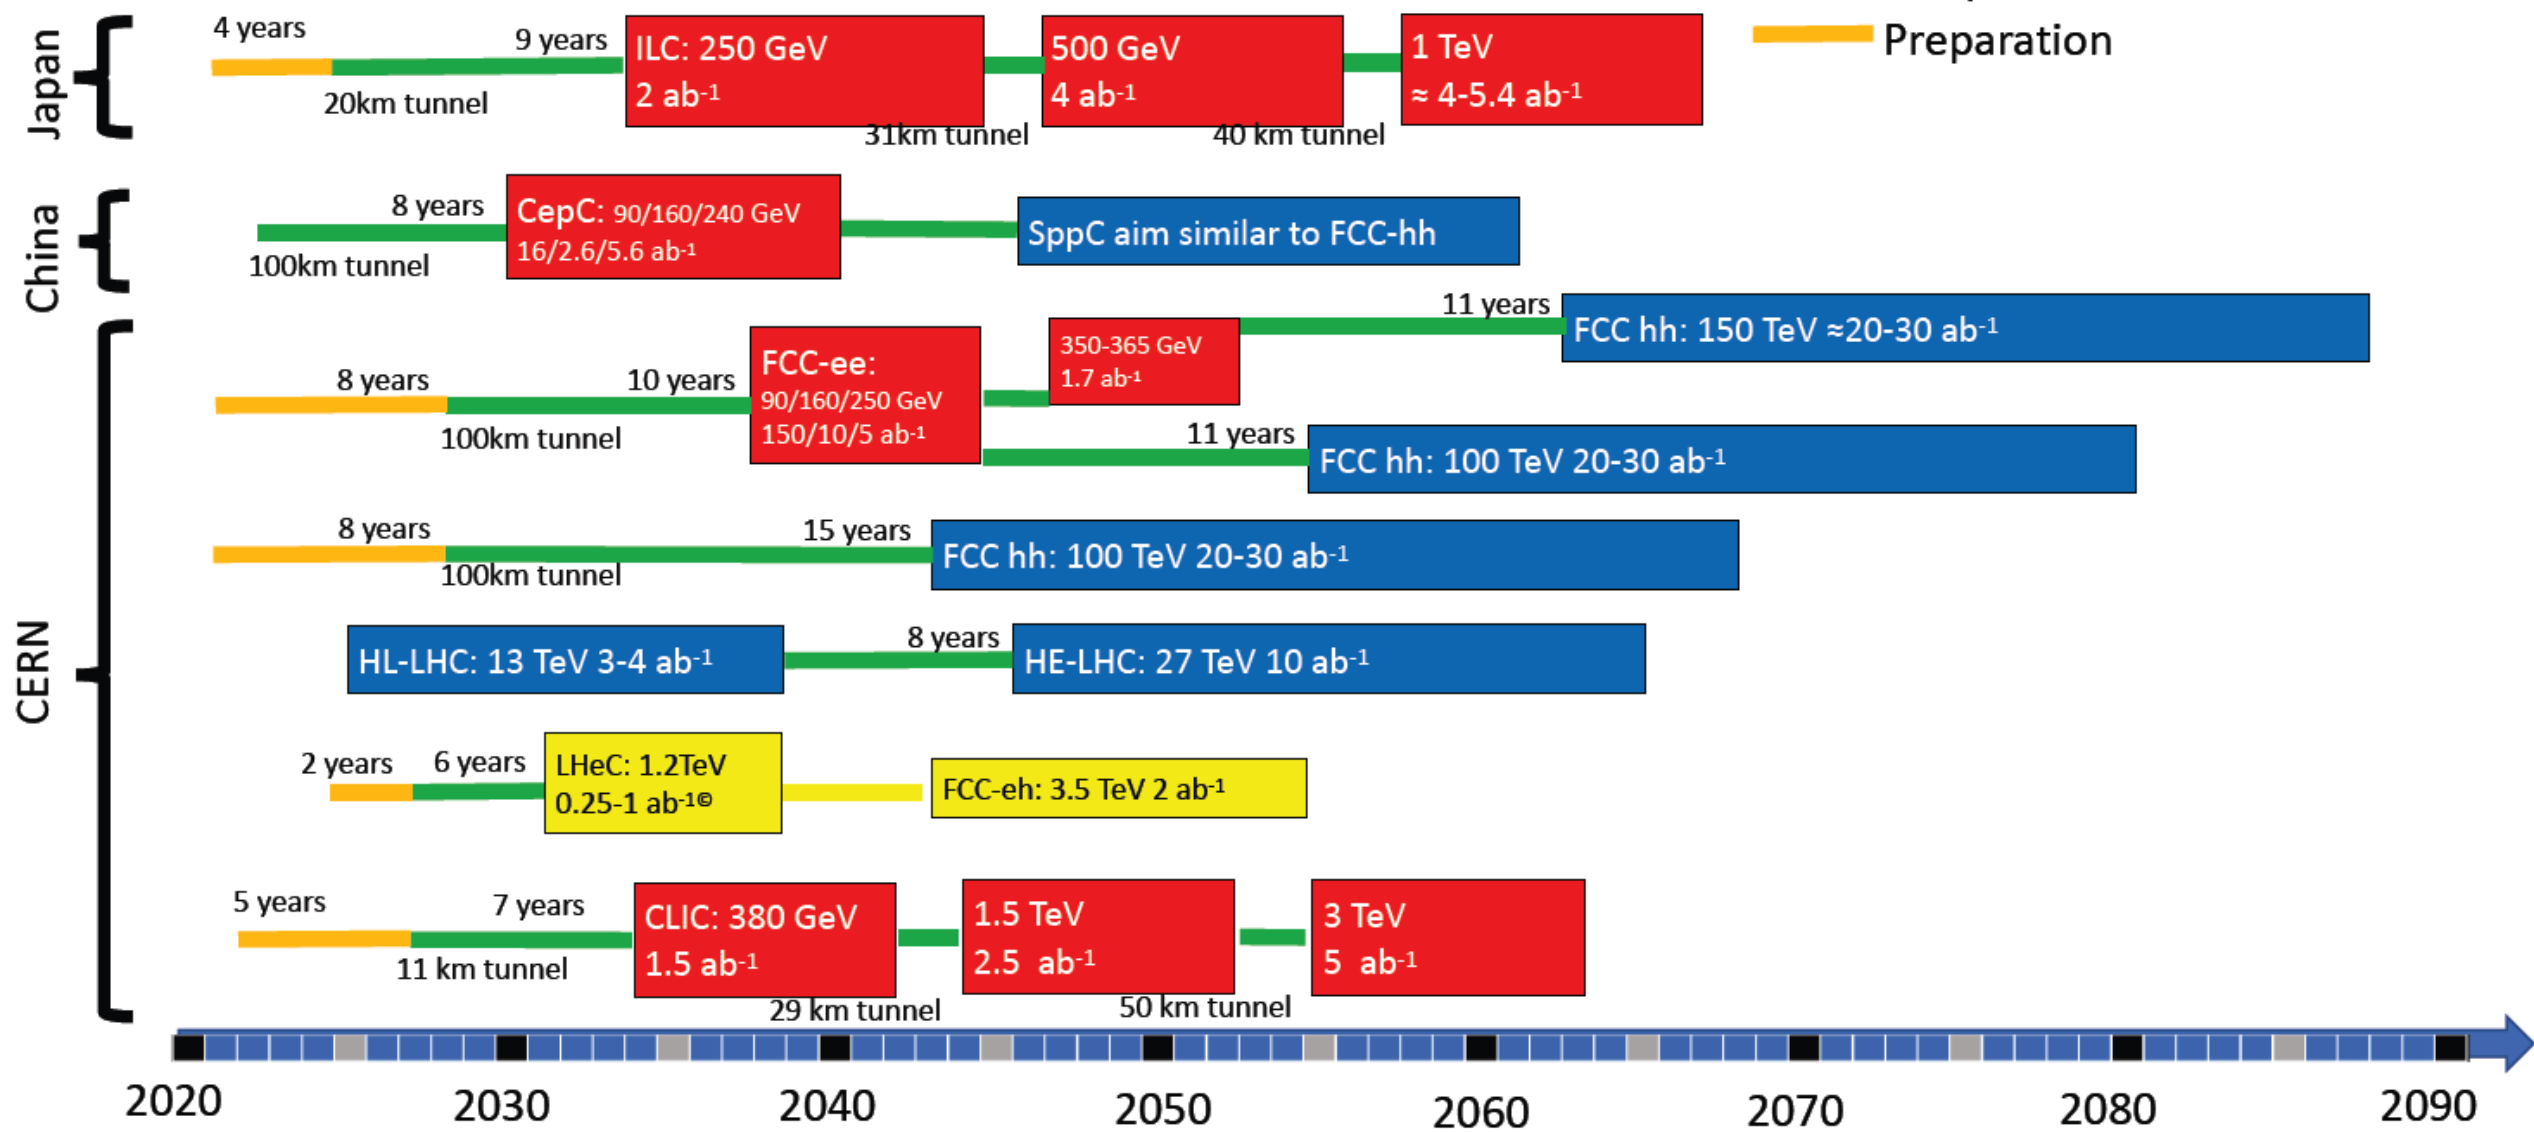 Japan
4 years
9 years
20km tunnel
ILC: 250 GeV
2 ab-1
31km tunnel
500 GeV
4 ab-1
40 km tunnel
1 TeV
≈ 4-5.4 ab-1
Preparation
China
8 years
100km tunnel
CepC: 90/160/240 GeV
16/2.6/5.6 ab-1
SppC aim similar to FCC-hh
CERN
8 years
10 years
100km tunnel
FCC-ee:
90/160/250 GeV
150/10/5 ab-1
350-365 GeV
1.7 ab-1
11 years
FCC hh: 150 TeV ≈20-30 ab-1
11 years
FCC hh: 100 TeV 20-30 ab-1
8 years
15 years
100km tunnel
FCC hh: 100 TeV 20-30 ab-1
HL-LHC: 13 TeV 3-4 ab-1
8 years
HE-LHC: 27 TeV 10 ab-1
2 years
6 years
LHeC: 1.2TeV
0.25-1 ab-1©
FCC-eh: 3.5 TeV 2 ab-1
5 years
7 years
11 km tunnel
CLIC: 380 GeV
1.5 ab-1
29 km tunnel
1.5 TeV
2.5 ab-1
50 km tunnel
3 TeV
5 ab-1
2020
2030
2040
2050
2060
2070
2080
2090